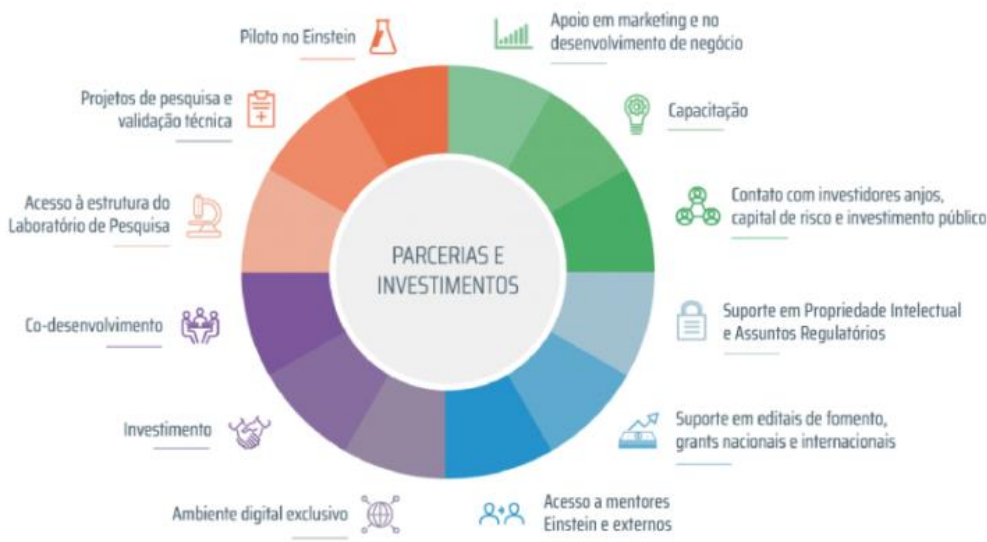 Piloto no Einstein
Apoio em marketing e no
desenvolvimento de negócio
Projetos de pesquisa e
validação técnica
Capacitação
Acesso à estrutura do
Laboratório de Pesquisa
Contato com investidores anjos,
capital de risco e investimento público
PARCERIAS E
INVESTIMENTOS
Co-desenvolvimento
Suporte em Propriedade Intelectual
e Assuntos Regulatórios
Investimento
Suporte em editais de fomento,
grants nacionais e internacionais
Ambiente digital exclusivo
Acesso a mentores
Einstein e externos